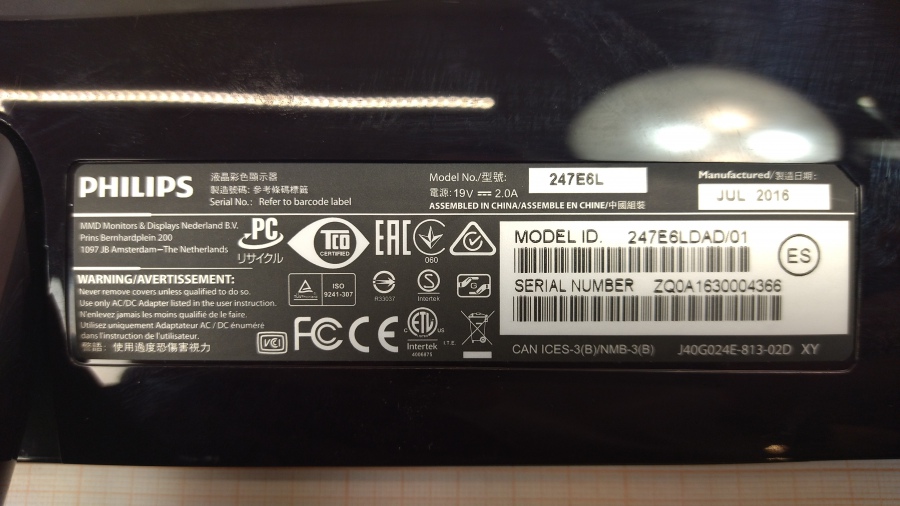 PHILIPS
液晶彩色顯示器
製造號碼: 參考條碼標籤
Serial No.: Refer to barcode label
Model No./型號:
247E6L
電源: 19V ⎓ 2.0A
ASSEMBLED IN CHINA/ASSEMBLE EN CHINE/中國組裝
Manufactured/製造日期:
JUL 2016
MMD Monitors & Displays Nederland B.V.
Prins Bernhardplein 200
1097 JB Amsterdam—The Netherlands
PC
リサイクル
TCO
CERTIFIED
EAC
060
WARNING/AVERTISSEMENT:
Never remove covers unless qualified to do so.
Use only AC/DC Adapter listed in the user instruction.
N'enlevez jamais les moins qualifié de le faire.
Utilisez uniquement Adaptateur AC / DC énuméré
dans l'instruction de l'utilisateur.
警語: 使用過度恐傷害視力
ISO
9241-307
R33037
S
Intertek
G
VCCI
FC CE
c ETL us
Intertek
4006875
I.T.E.
MODEL ID. 247E6LDAD/01
SERIAL NUMBER ZQ0A1630004366
ES
CAN ICES-3(B)/NMB-3(B)
J40G024E-813-02D XY